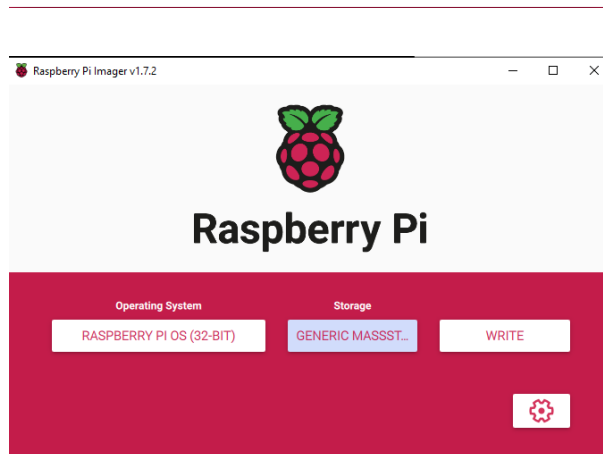 Raspberry Pi Imager v1.7.2
Raspberry Pi
Operating System Storage
RASPBERRY PI OS (32-BIT) GENERIC MASSST... WRITE